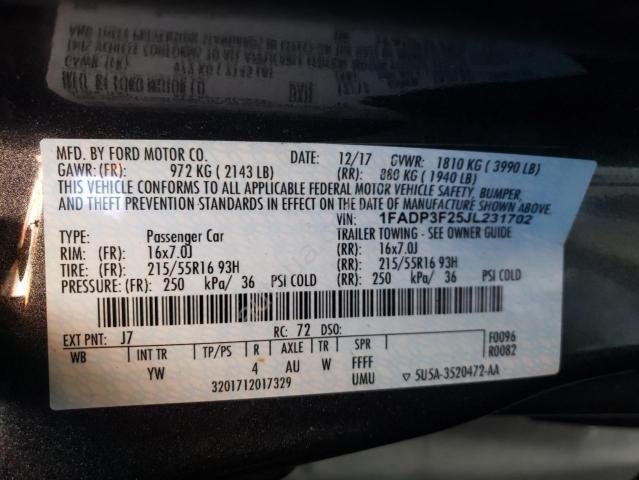 MFD. BY FORD MOTOR CO. DATE: 12/17 GVWR: 1810 KG ( 3990 LB)
GAWR: (FR): 972 KG ( 2143 LB) (RR): 880 KG ( 1940 LB)
THIS VEHICLE CONFORMS TO ALL APPLICABLE FEDERAL MOTOR VEHICLE SAFETY, BUMPER,
AND THEFT PREVENTION STANDARDS IN EFFECT ON THE DATE OF MANUFACTURE SHOWN ABOVE.
VIN: 1FADP3F25JL231702
TYPE: Passenger Car TRAILER TOWING - SEE OWNER GUIDE
RIM: (FR): 16x7.0J (RR): 16x7.0J
TIRE: (FR): 215/55R16 93H (RR): 215/55R16 93H
PRESSURE: (FR): 250 kPa/ 36 PSI COLD (RR): 250 kPa/ 36 PSI COLD
EXT PNT: J7 RC: 72 DSO: F0096
WB INT TR TP/PS R AXLE TR SPR R0082
YW 4 AU W FFFF
3201712017329 UMU ▽ 5U5A-3520472-AA